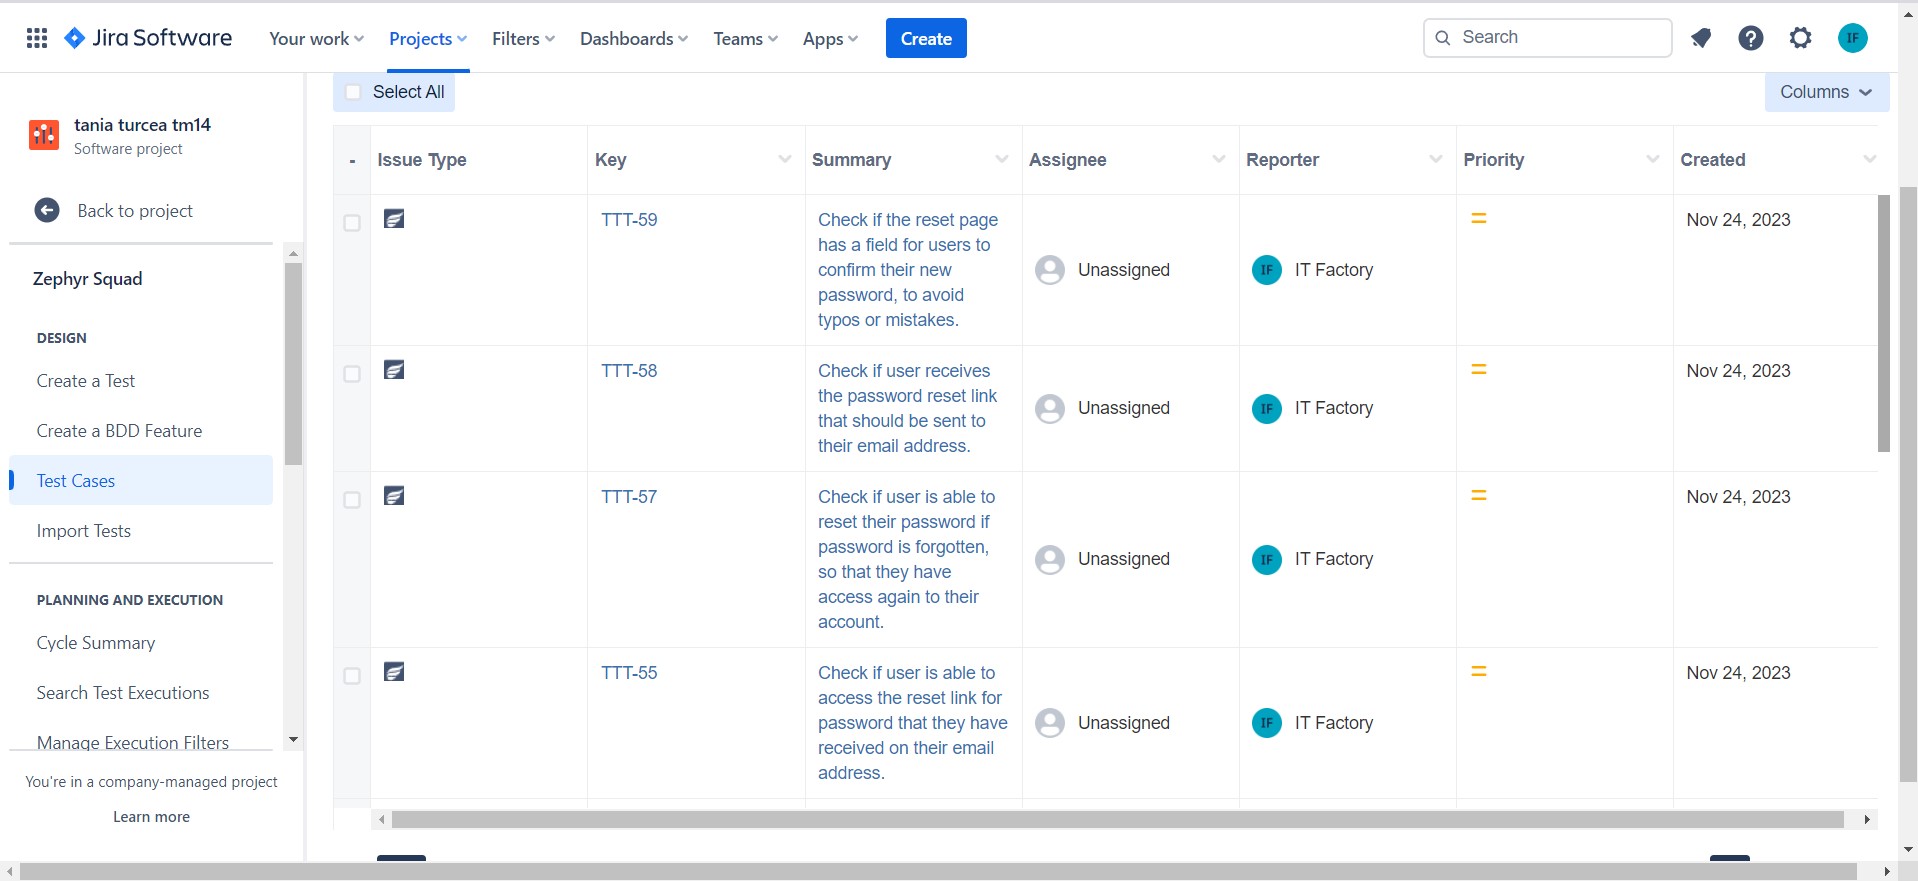 Jira Software
Your work
Projects
Filters
Dashboards
Teams
Apps
Create
Search
IF
tania turcea tm14
Software project
Back to project
Zephyr Squad
DESIGN
Create a Test
Create a BDD Feature
Test Cases
Import Tests
PLANNING AND EXECUTION
Cycle Summary
Search Test Executions
Manage Execution Filters
You're in a company-managed project
Learn more
Select All
Columns
-
Issue Type
Key
Summary
Assignee
Reporter
Priority
Created
TTT-59
Check if the reset page
has a field for users to
confirm their new
password, to avoid
typos or mistakes.
Unassigned
IF
IT Factory
Nov 24, 2023
TTT-58
Check if user receives
the password reset link
that should be sent to
their email address.
Unassigned
IF
IT Factory
Nov 24, 2023
TTT-57
Check if user is able to
reset their password if
password is forgotten,
so that they have
access again to their
account.
Unassigned
IF
IT Factory
Nov 24, 2023
TTT-55
Check if user is able to
access the reset link for
password that they have
received on their email
address.
Unassigned
IF
IT Factory
Nov 24, 2023